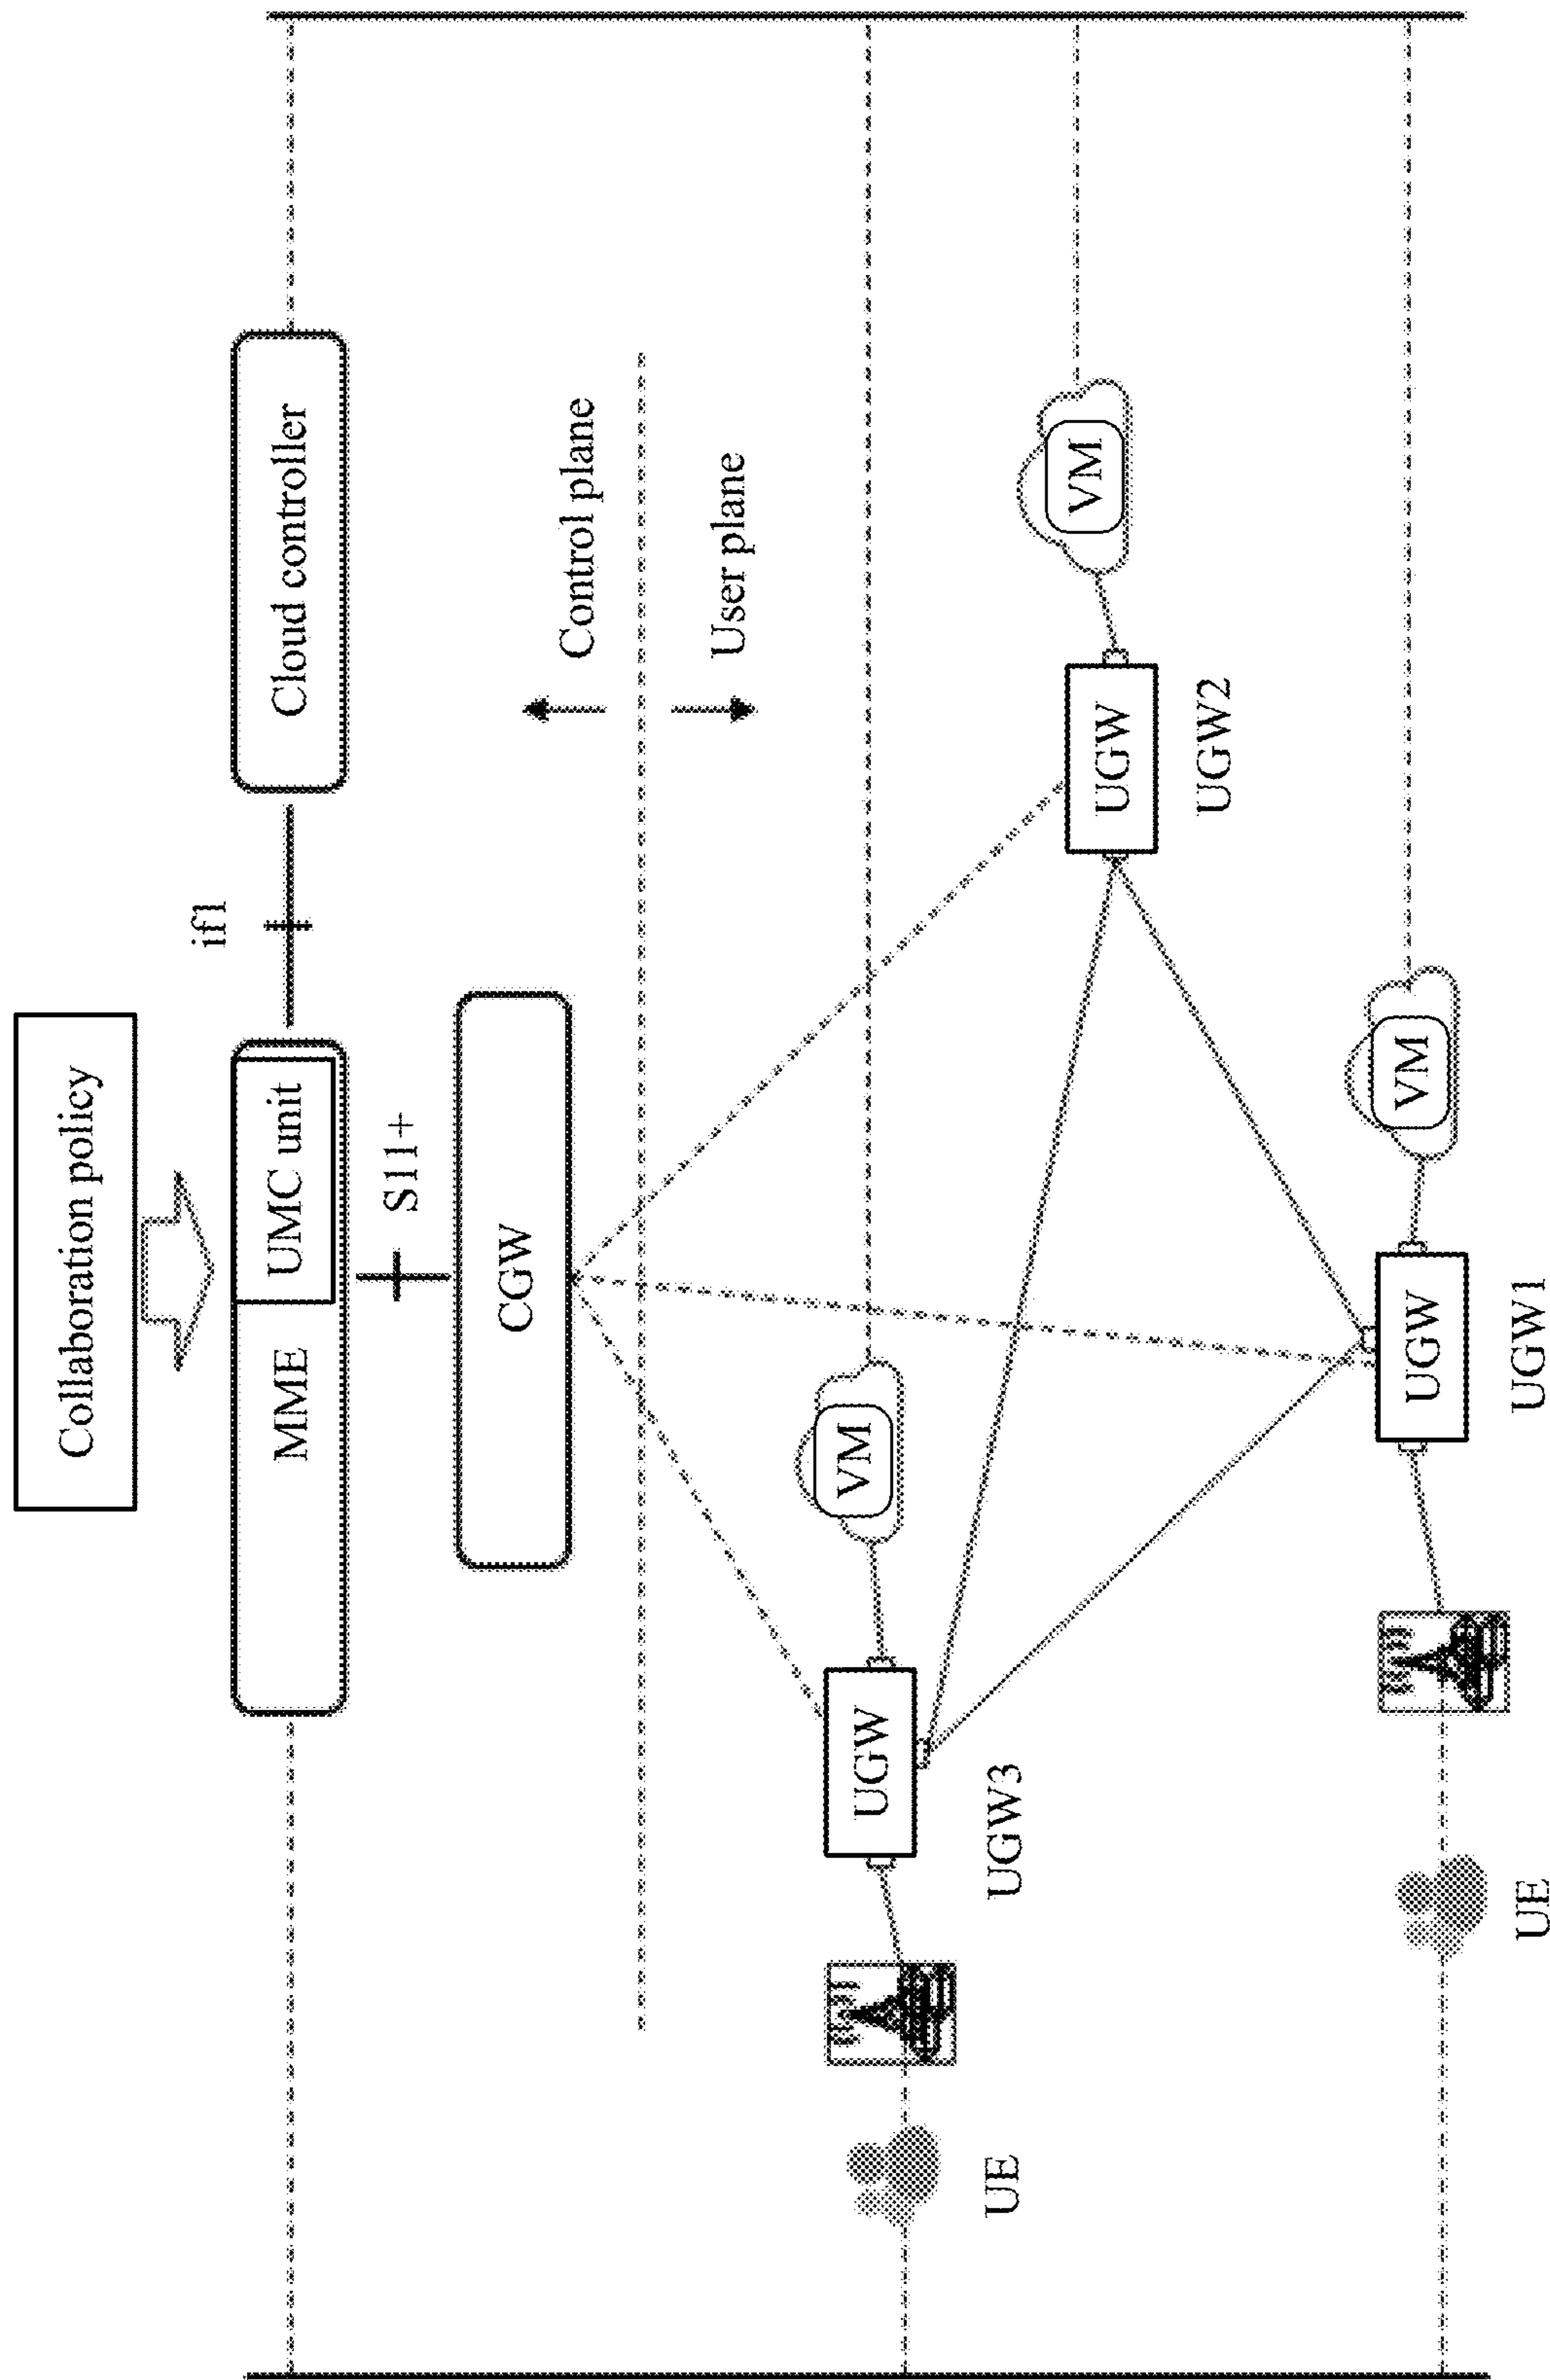 Collaboration policy
MME
UMC unit
if1
Cloud controller
S11+
CGW
Control plane
User plane
UGW
UGW3
VM
UE
UGW
UGW2
VM
UGW
UGW1
VM
UE